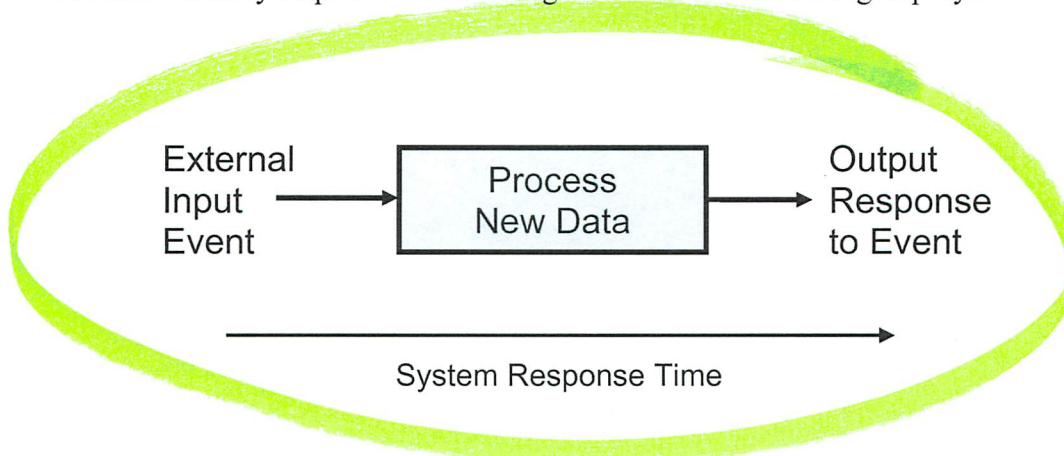 External
Input
Event
Process
New Data
Output
Response
to Event
System Response Time